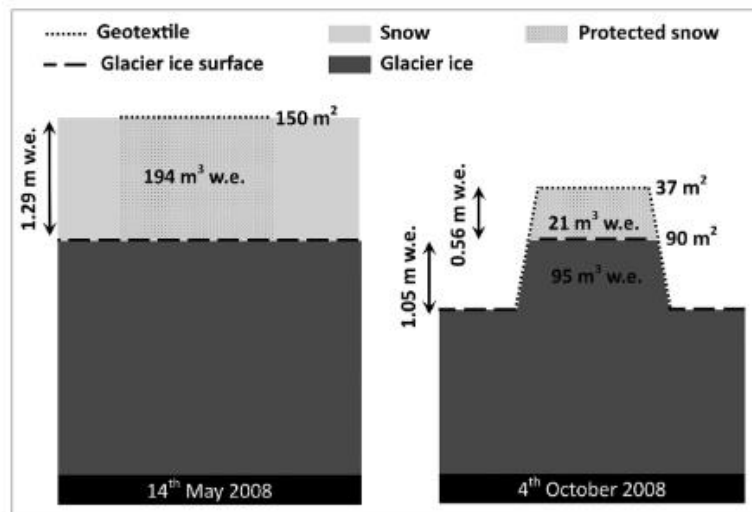 Geotextile
Snow
Protected snow
Glacier ice surface
Glacier ice
150 m²
1.29 m w.e.
194 m³ w.e.
14th May 2008
37 m²
0.56 m w.e.
21 m³ w.e.
90 m²
1.05 m w.e.
95 m³ w.e.
4th October 2008